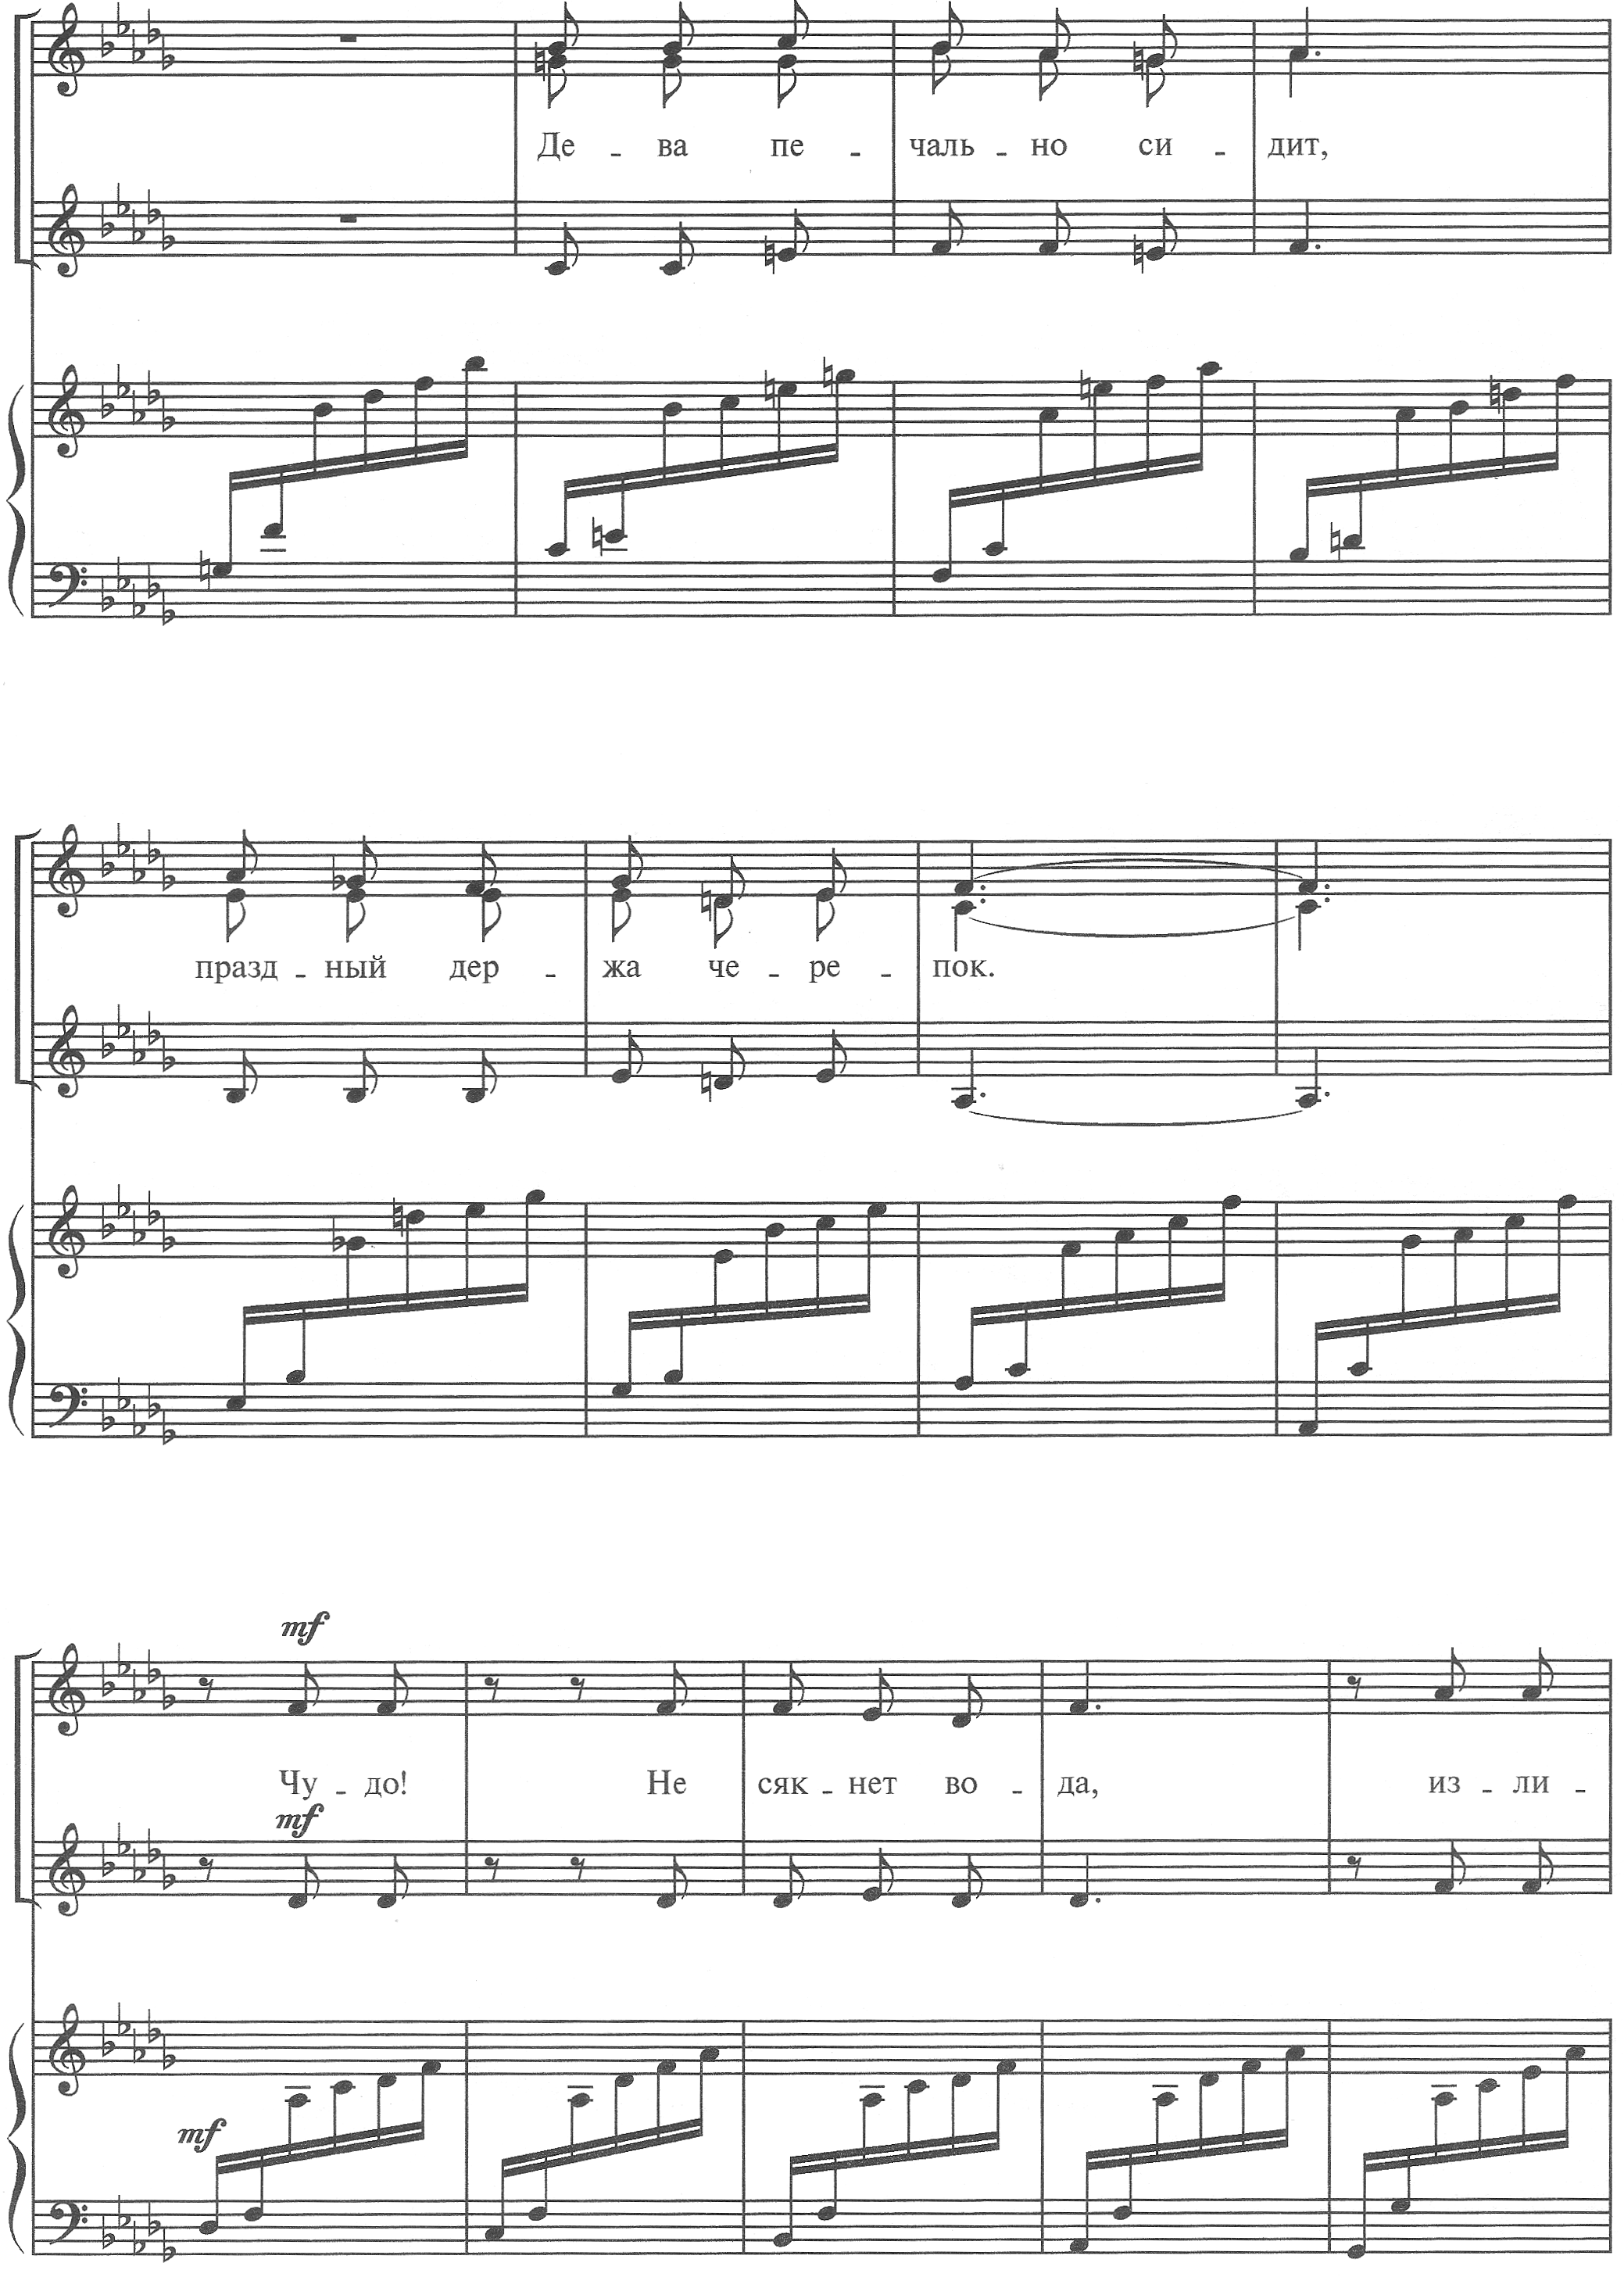 Де - ва пе - чаль - но си - дит,
празд - ный дер - жа че - ре - пок.
mf
Чу - до! Не сяк - нет во - да, из - ли -
mf
mf